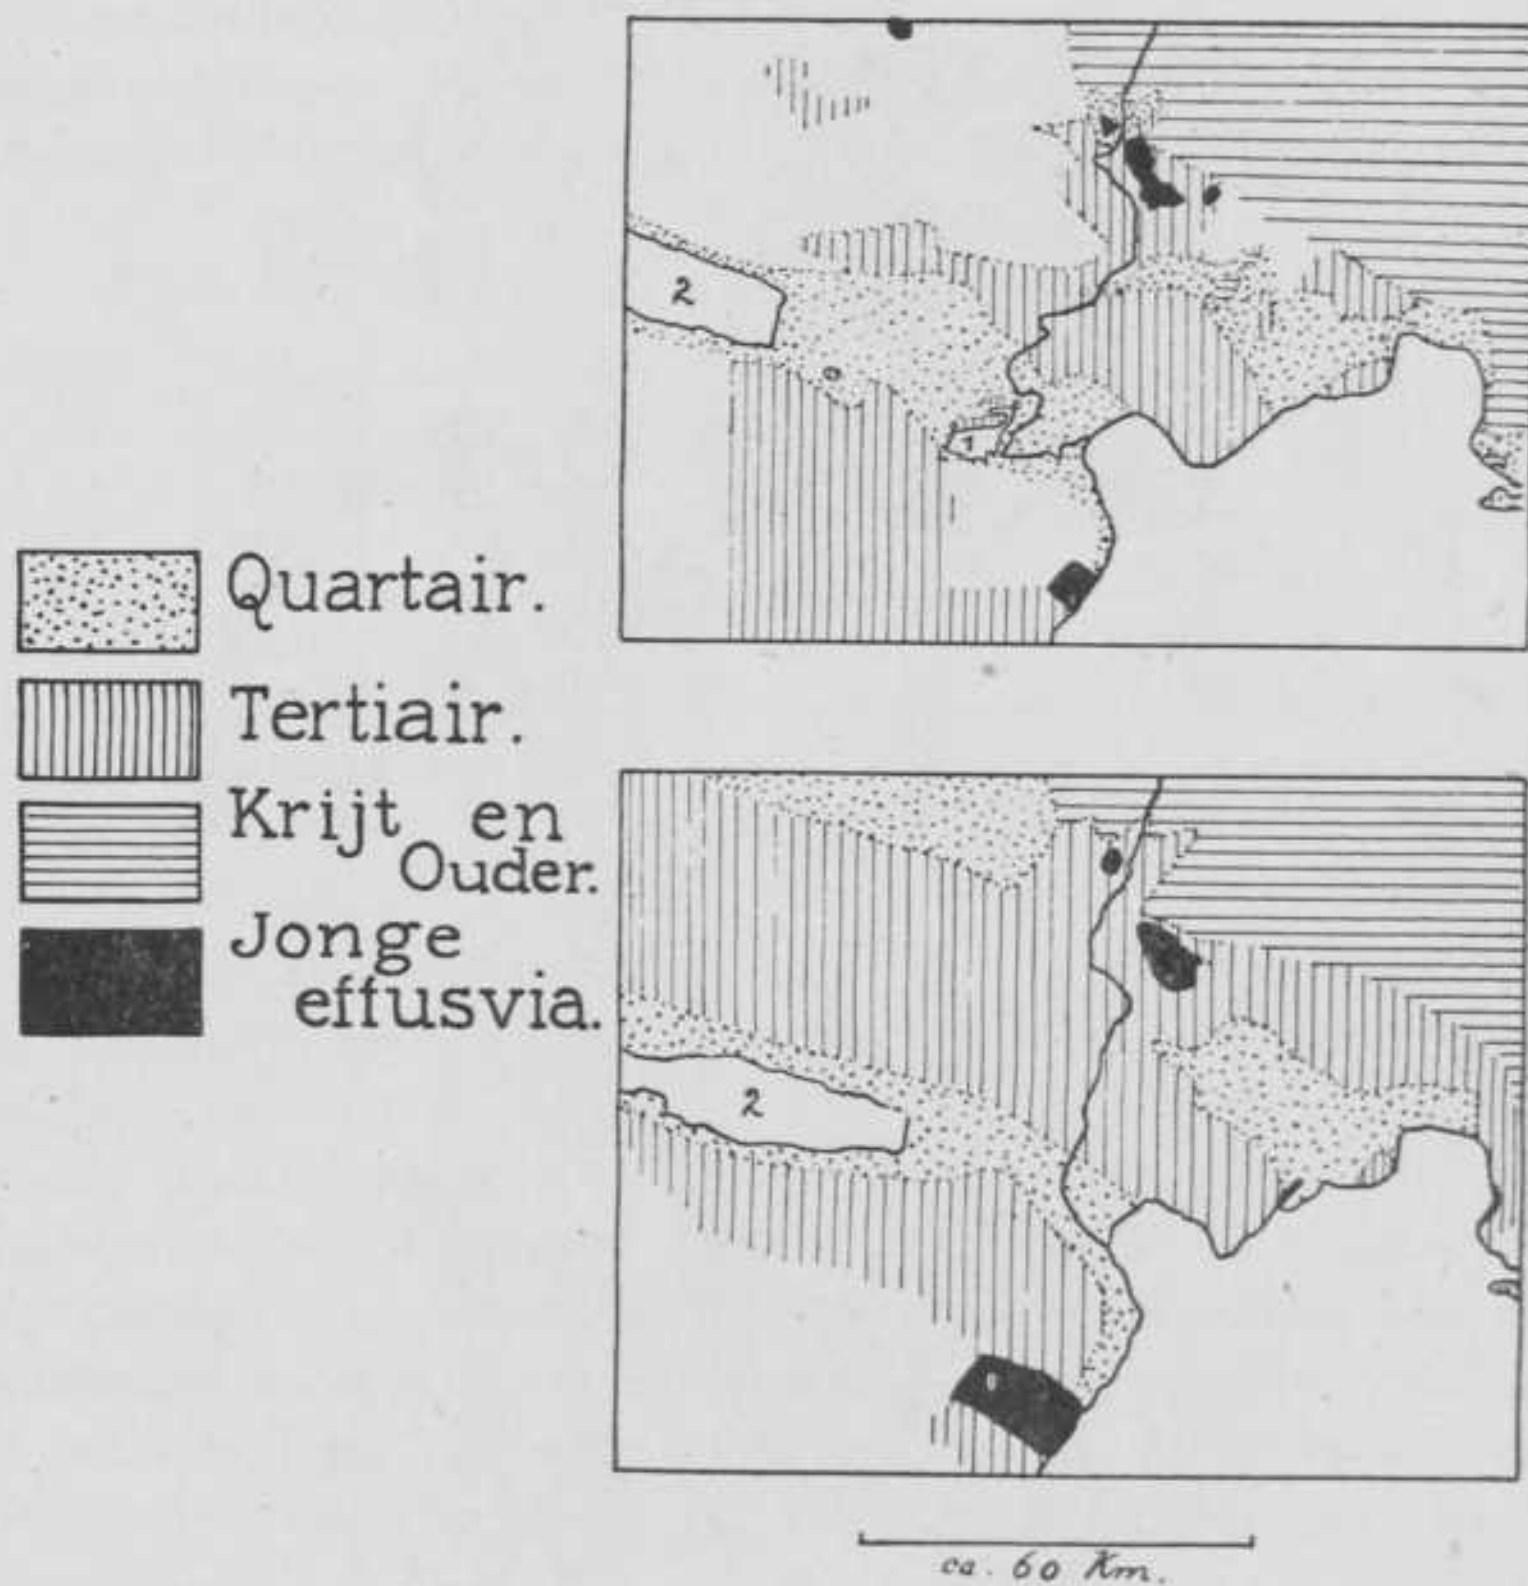 2
1
Quartair.
Tertiair.
Krijt en
Ouder.
Jonge
effusvia.
2
ca. 60 Km.